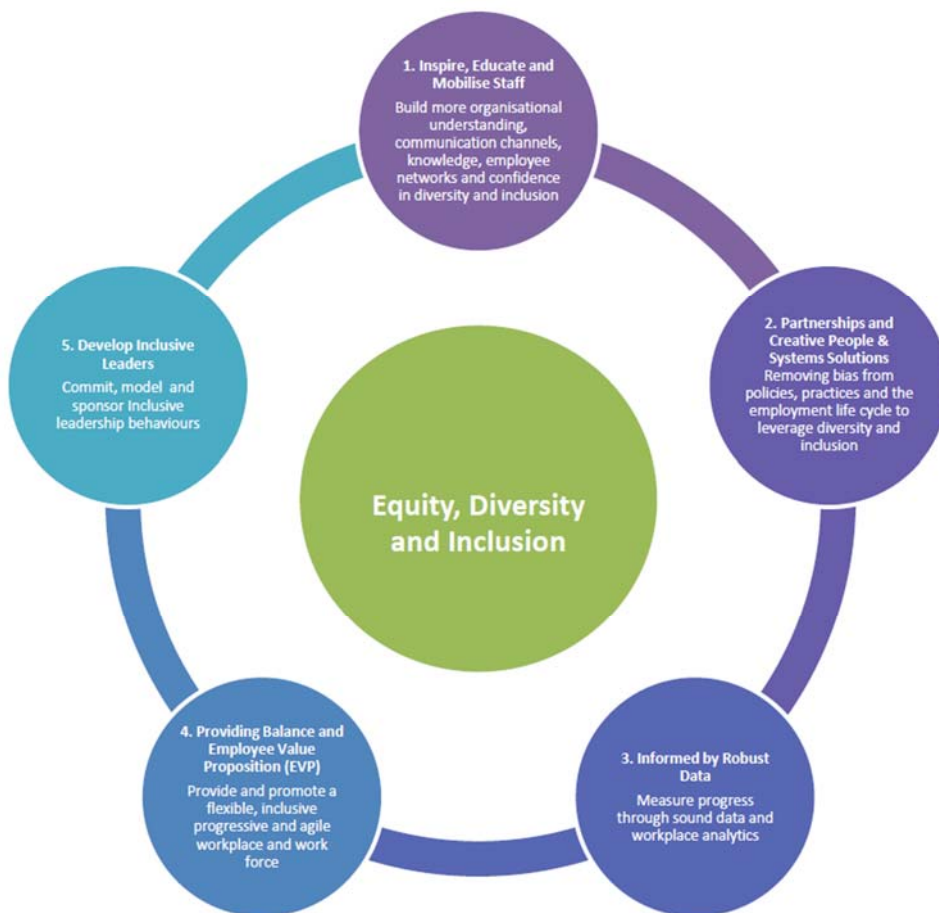 1. Inspire, Educate and
Mobilise Staff
Build more organisational
understanding,
communication channels,
knowledge, employee
networks and confidence
in diversity and inclusion
2. Partnerships and
Creative People &
Systems Solutions
Removing bias from
policies, practices and the
employment life cycle to
leverage diversity and
inclusion
3. Informed by Robust
Data
Measure progress
through sound data and
workplace analytics
4. Providing Balance and
Employee Value
Proposition (EVP)
Provide and promote a
flexible, inclusive
progressive and agile
workplace and work
force
5. Develop Inclusive
Leaders
Commit, model and
sponsor Inclusive
leadership behaviours
Equity, Diversity
and Inclusion